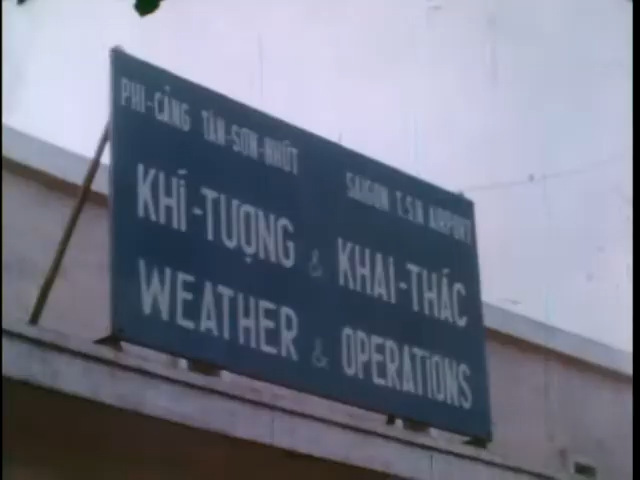 PHI-CẢNG TÂN-SƠN-NHỨT SAIGON T.S.N AIRPORT
KHÍ-TƯỢNG & KHAI-THÁC
WEATHER & OPERATIONS